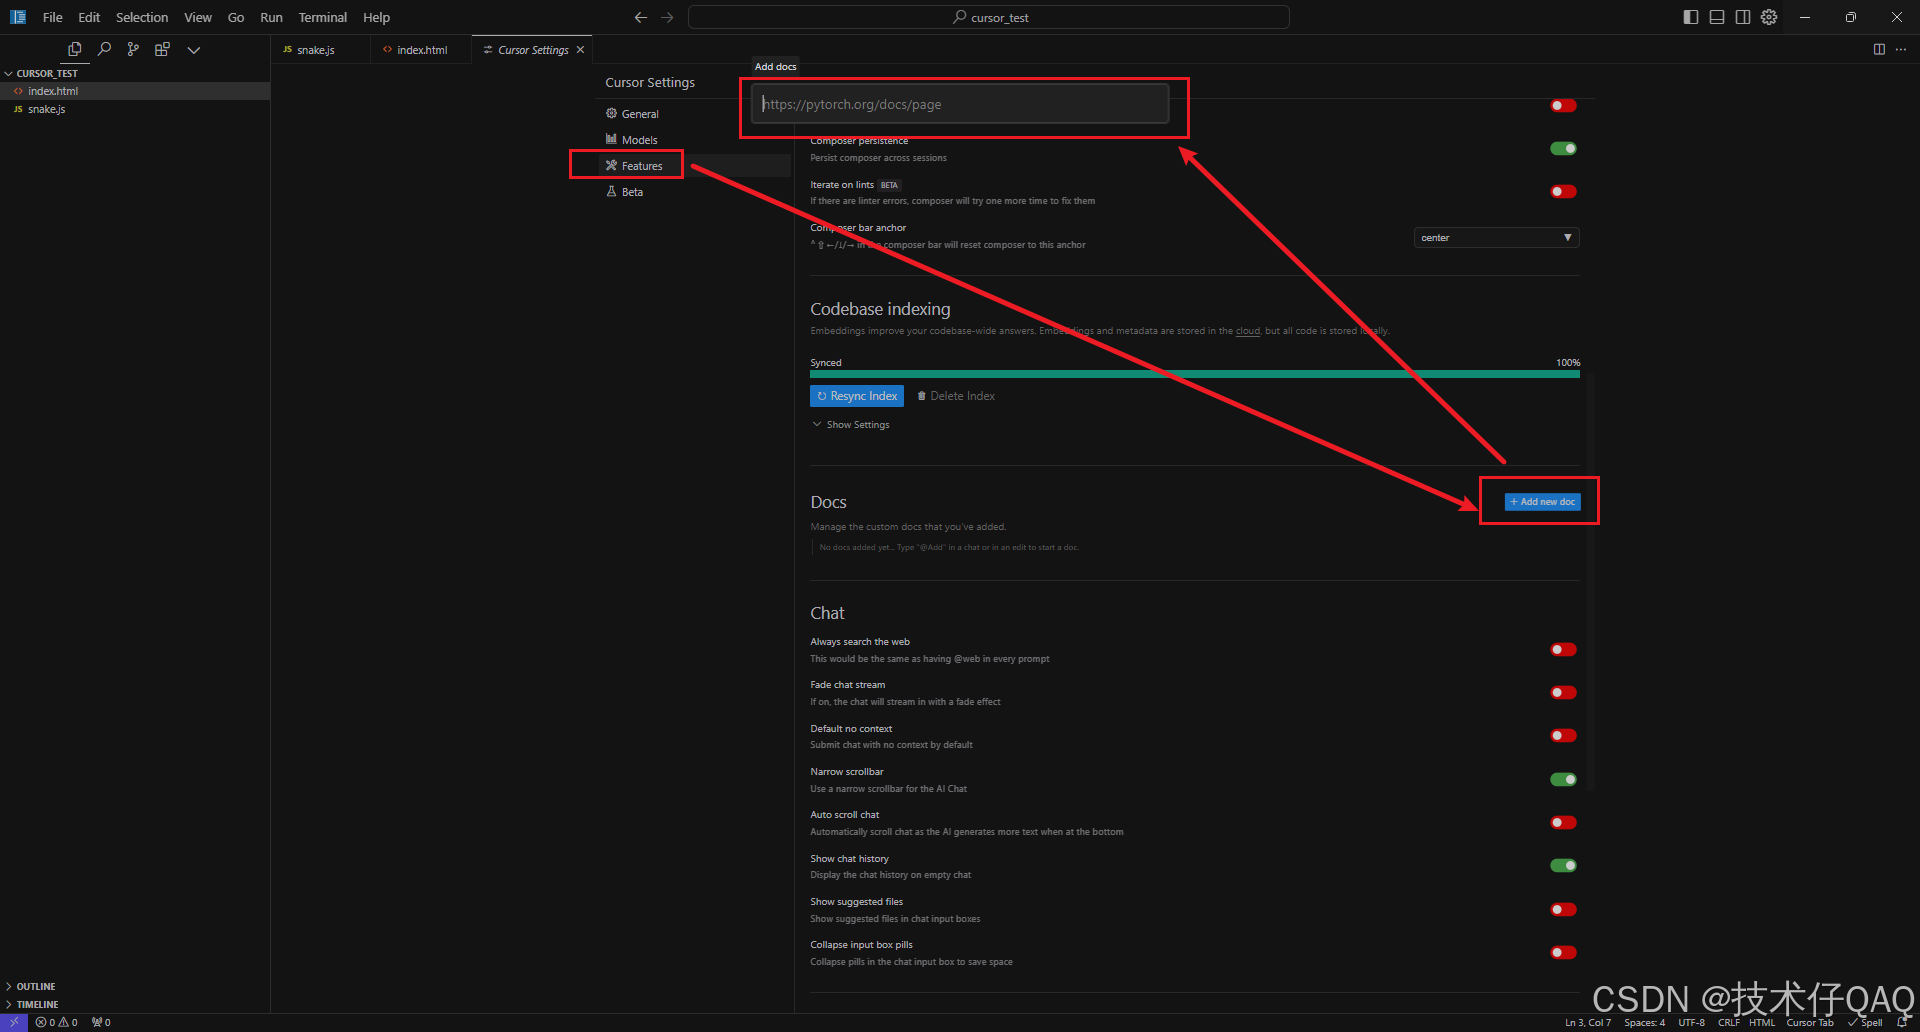 File Edit Selection View Go Run Terminal Help
cursor_test
JS snake.js
index.html
Cursor Settings
CURSOR_TEST
index.html
JS snake.js
Cursor Settings
General
Models
Features
Beta
Add docs
https://pytorch.org/docs/page
Composer persistence
Persist composer across sessions
Iterate on lints BETA
If there are linter errors, composer will try one more time to fix them
Composer bar anchor
in the composer bar will reset composer to this anchor
center
Codebase indexing
Embeddings improve your codebase-wide answers. Embeddings and metadata are stored in the cloud, but all code is stored locally.
Synced 100%
Resync Index Delete Index
Show Settings
Docs
+ Add new doc
Manage the custom docs that you've added.
No docs added yet... Type "@Add" in a chat or in an edit to start a doc.
Chat
Always search the web
This would be the same as having @web in every prompt
Fade chat stream
If on, the chat will stream in with a fade effect
Default no context
Submit chat with no context by default
Narrow scrollbar
Use a narrow scrollbar for the AI Chat
Auto scroll chat
Automatically scroll chat as the AI generates more text when at the bottom
Show chat history
Display the chat history on empty chat
Show suggested files
Show suggested files in chat input boxes
Collapse input box pills
Collapse pills in the chat input box to save space
OUTLINE
TIMELINE
0 0 0
Ln 3, Col 7 Spaces: 4 UTF-8 CRLF HTML Cursor Tab Spell
CSDN @技术仔QAQ